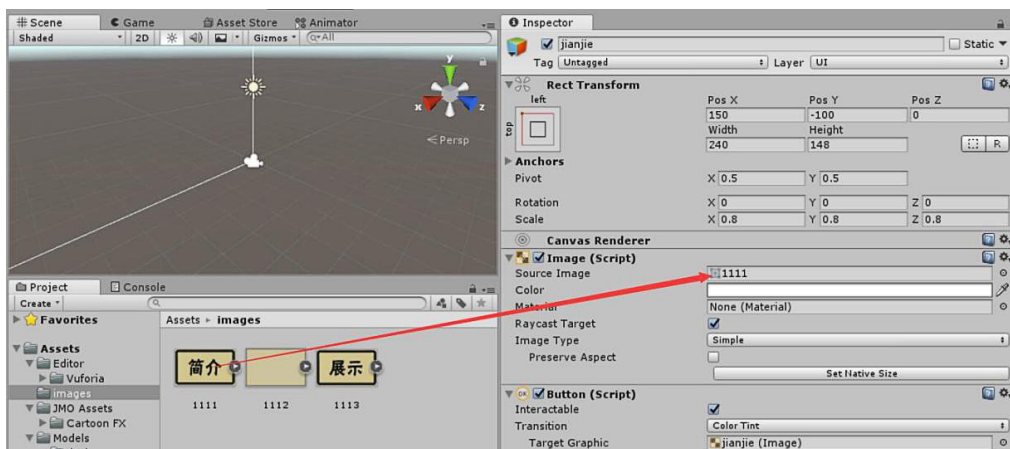 Scene Game Asset Store Animator
Shaded 2D Gizmos Q▾All
y
x z
Persp
Project Console
Create
Favorites
Assets
Editor
Vuforia
images
JMO Assets
Cartoon FX
Models
Assets ▸ images
简介 展示
1111 1112 1113
Inspector
jianjie Static
Tag Untagged Layer UI
Rect Transform
left Pos X Pos Y Pos Z
150 -100 0
top Width Height
240 148 R
Anchors
Pivot X 0.5 Y 0.5
Rotation X 0 Y 0 Z 0
Scale X 0.8 Y 0.8 Z 0.8
Canvas Renderer
Image (Script)
Source Image 1111
Color
Material None (Material)
Raycast Target
Image Type Simple
Preserve Aspect
Set Native Size
Button (Script)
Interactable
Transition Color Tint
Target Graphic jianjie (Image)